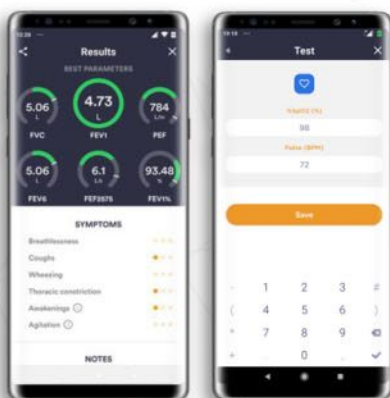 Results
BEST PARAMETERS
5.06
L
FVC
4.73
L
FEV1
784
L/m
PEF
5.06
L
FEV6
6.1
L/s
FEF2575
93.48
%
FEV1%
SYMPTOMS
Breathlessness
Coughs
Wheezing
Thoracic constriction
Awakenings
Agitation
NOTES
Test
(%)
98
Pulse (BPM)
72
Save
- 1 2 3 #
( 4 5 6 )
* 7 8 9
+ . 0